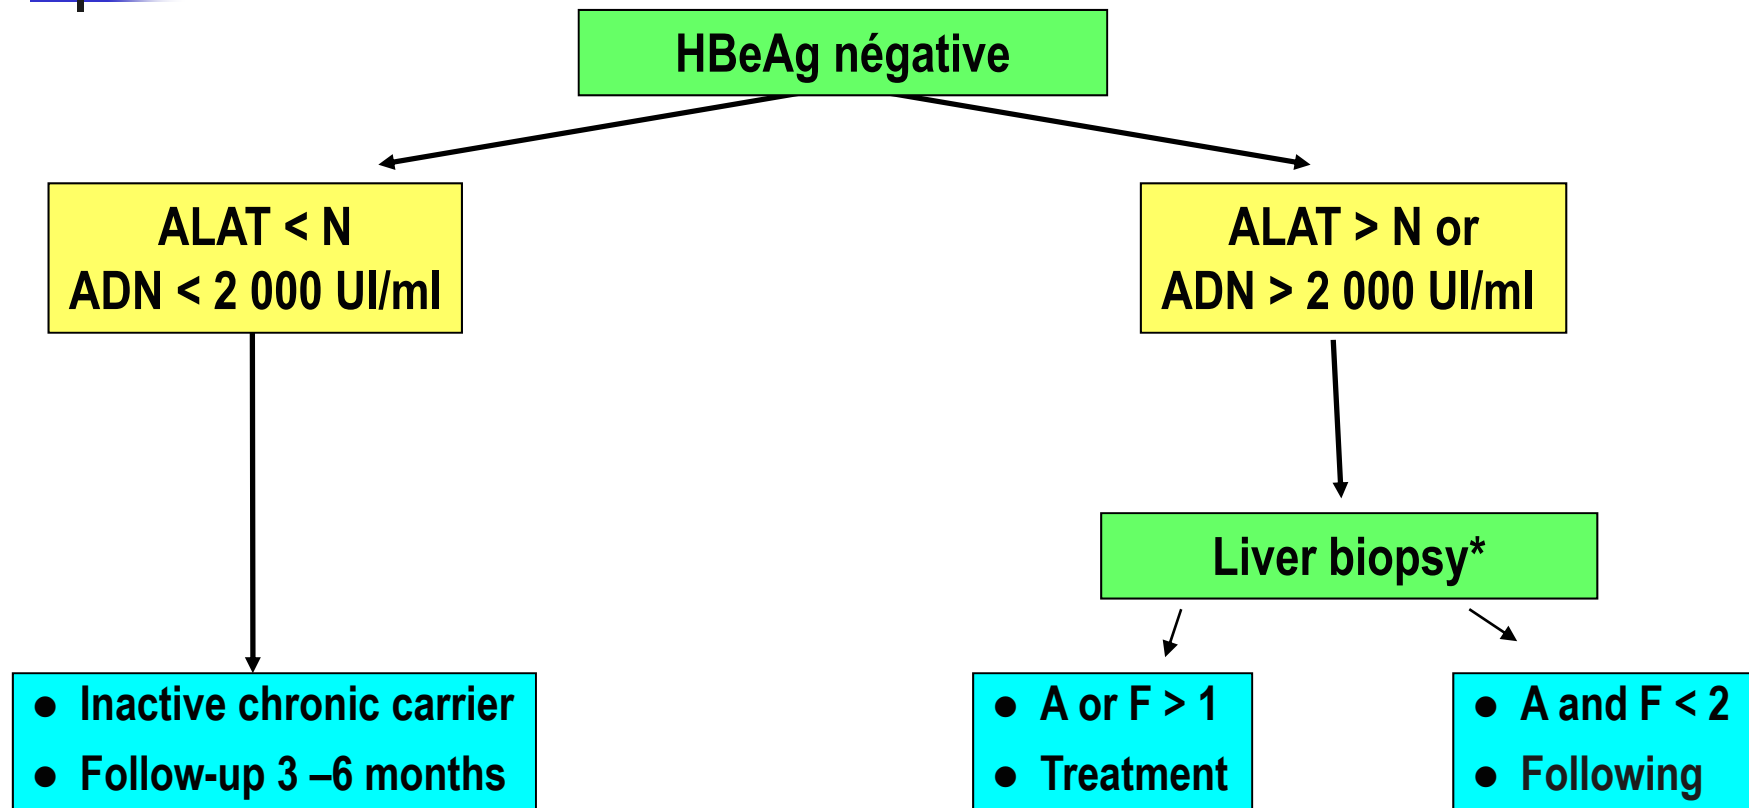 HBeAg négative
ALAT < N
ADN < 2 000 UI/ml
ALAT > N or
ADN > 2 000 UI/ml
Liver biopsy*
● Inactive chronic carrier
● Follow-up 3 –6 months
● A or F > 1
● Treatment
● A and F < 2
● Following